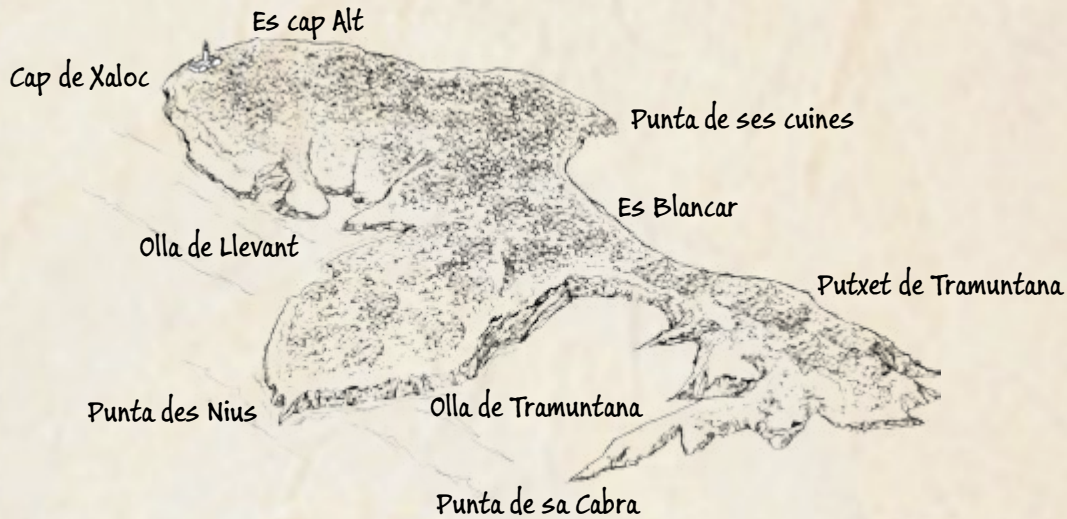 Es cap Alt
Cap de Xaloc
Punta de ses cuines
Es Blancar
Olla de Llevant
Putxet de Tramuntana
Punta des Nius
Olla de Tramuntana
Punta de sa Cabra